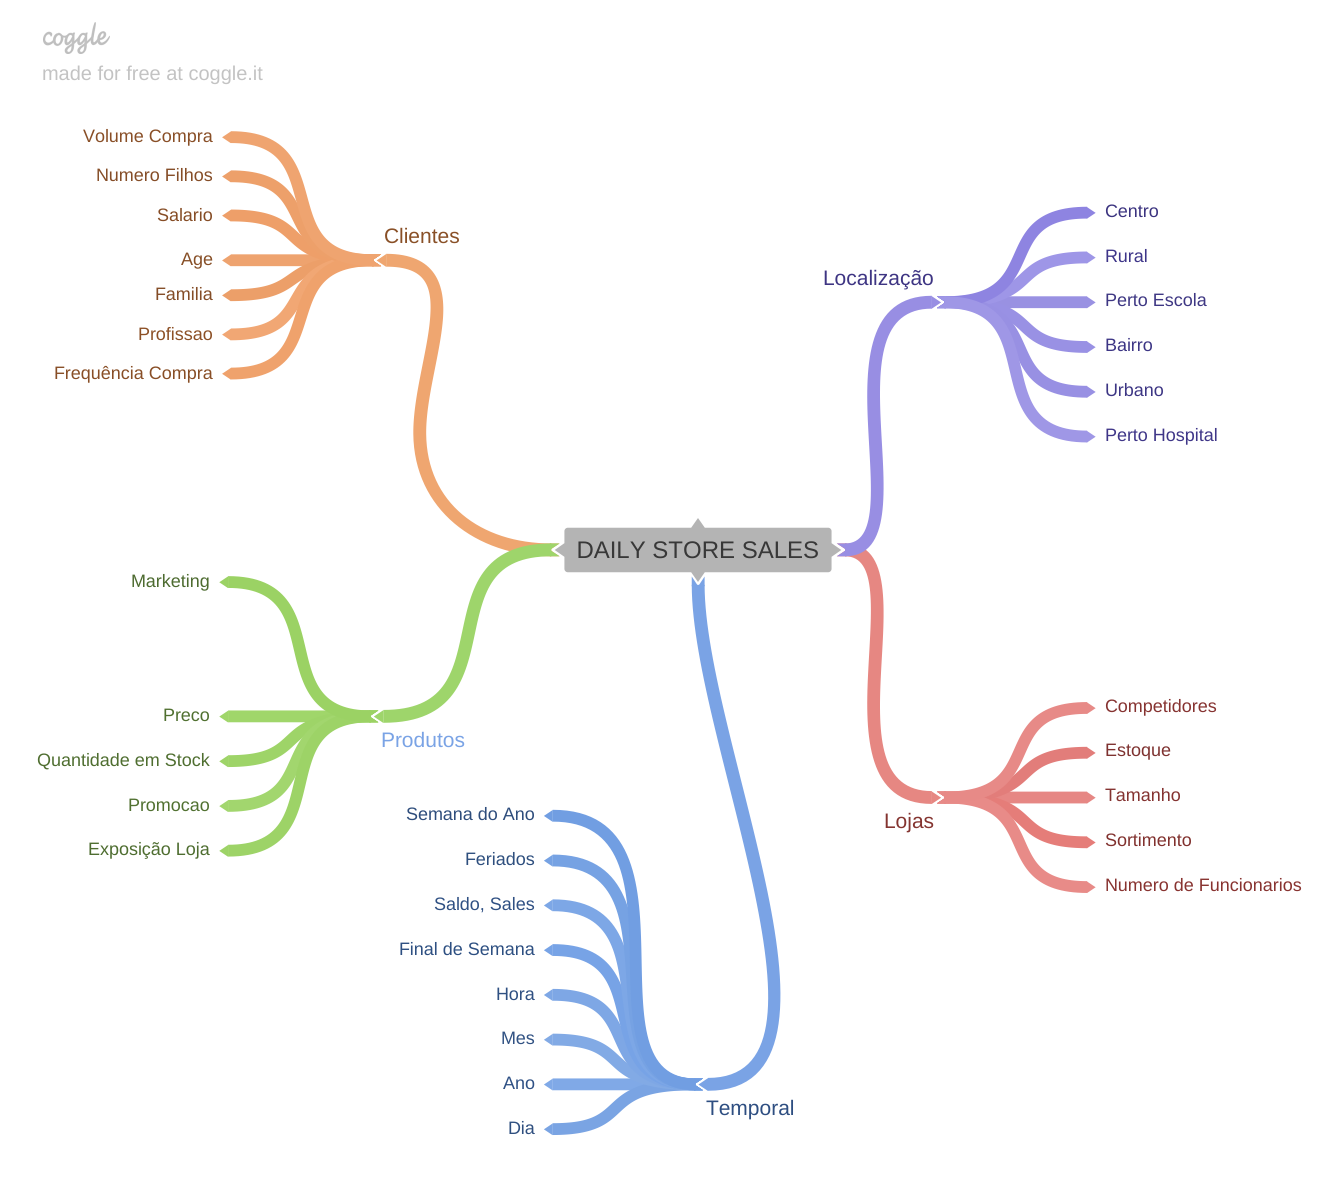 coggle
made for free at coggle.it
Volume Compra
Numero Filhos
Salario
Age
Familia
Profissao
Frequência Compra
Clientes
Localização
Centro
Rural
Perto Escola
Bairro
Urbano
Perto Hospital
DAILY STORE SALES
Marketing
Preco
Quantidade em Stock
Promocao
Exposição Loja
Produtos
Competidores
Estoque
Tamanho
Sortimento
Numero de Funcionarios
Lojas
Semana do Ano
Feriados
Saldo, Sales
Final de Semana
Hora
Mes
Ano
Dia
Temporal